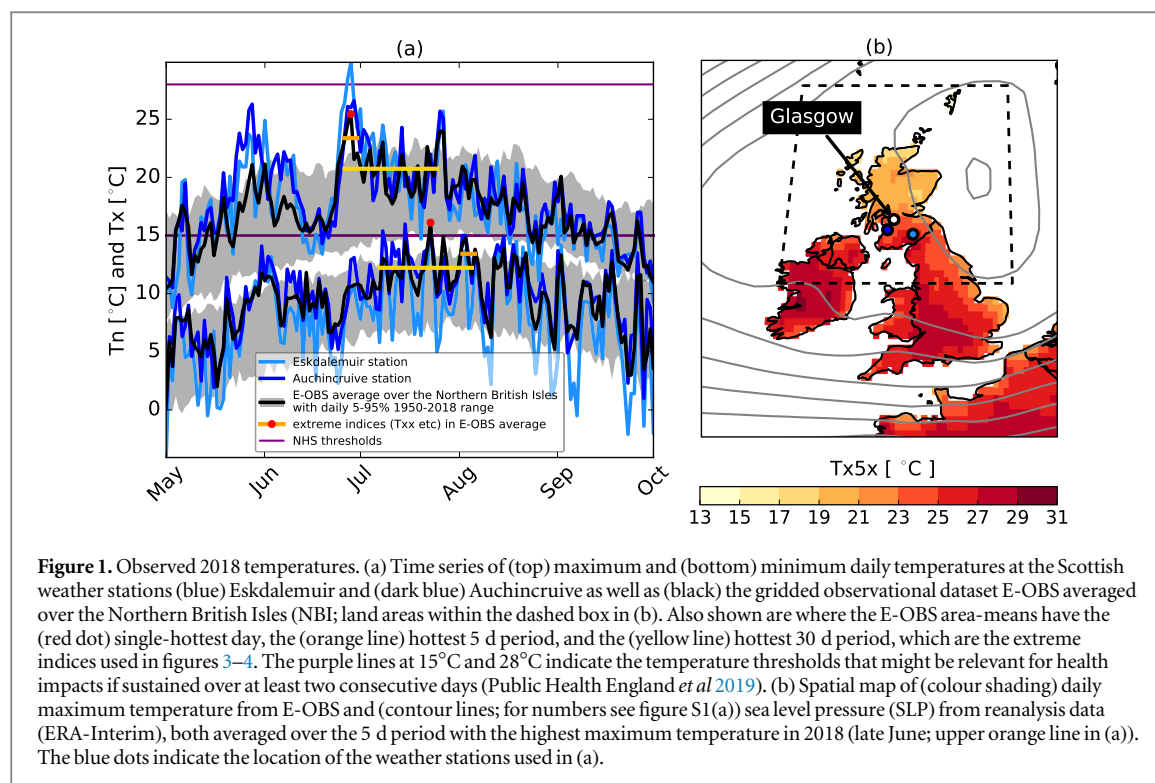 (a)
Tn [ °C] and Tx [ °C]
25
20
15
10
5
0
May
Jun
Jul
Aug
Sep
Oct
Eskdalemuir station
Auchincruive station
E-OBS average over the Northern British Isles
with daily 5-95% 1950-2018 range
extreme indices (Txx etc) in E-OBS average
NHS thresholds
(b)
Glasgow
Tx5x [ °C ]
13 15 17 19 21 23 25 27 29 31
Figure 1. Observed 2018 temperatures. (a) Time series of (top) maximum and (bottom) minimum daily temperatures at the Scottish
weather stations (blue) Eskdalemuir and (dark blue) Auchincruive as well as (black) the gridded observational dataset E-OBS averaged
over the Northern British Isles (NBI; land areas within the dashed box in (b). Also shown are where the E-OBS area-means have the
(red dot) single-hottest day, the (orange line) hottest 5 d period, and the (yellow line) hottest 30 d period, which are the extreme
indices used in figures 3–4. The purple lines at 15°C and 28°C indicate the temperature thresholds that might be relevant for health
impacts if sustained over at least two consecutive days (Public Health England et al 2019). (b) Spatial map of (colour shading) daily
maximum temperature from E-OBS and (contour lines; for numbers see figure S1(a)) sea level pressure (SLP) from reanalysis data
(ERA-Interim), both averaged over the 5 d period with the highest maximum temperature in 2018 (late June; upper orange line in (a)).
The blue dots indicate the location of the weather stations used in (a).